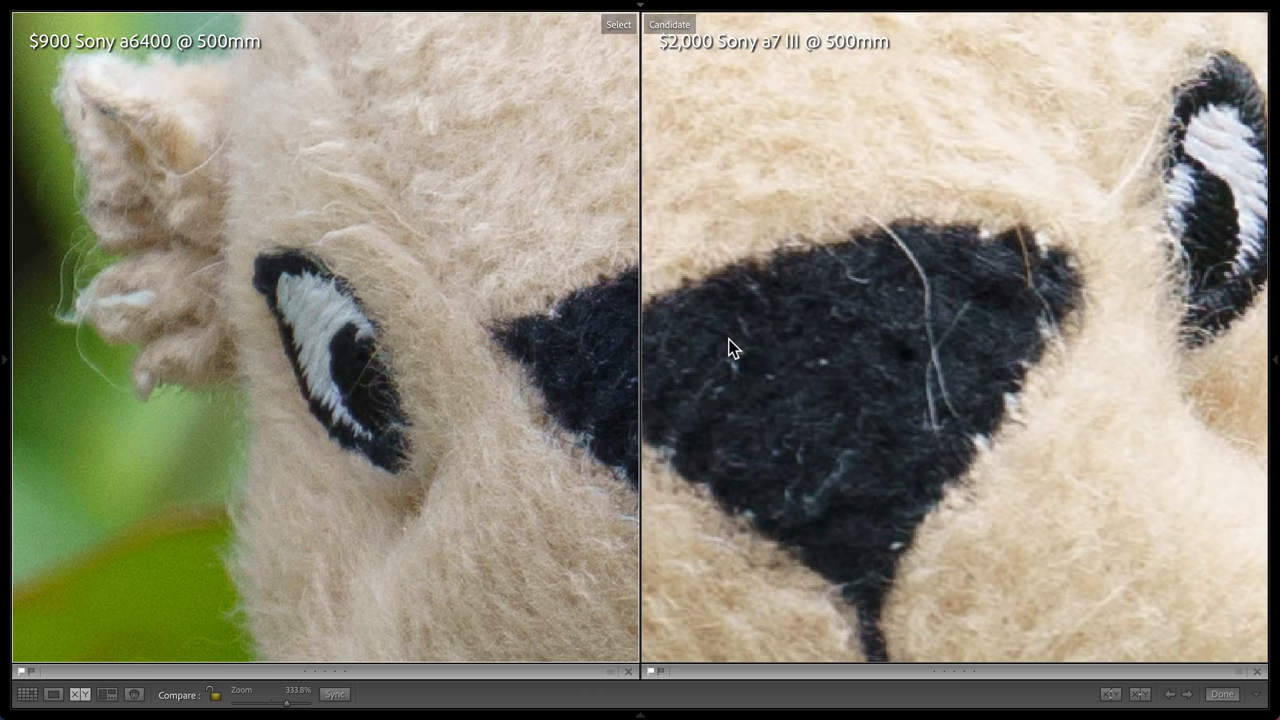 $900 Sony a6400 @ 500mm
Select
Candidate
$2,000 Sony a7 III @ 500mm
X Y
Compare :
Zoom
333.8%
Sync
Done